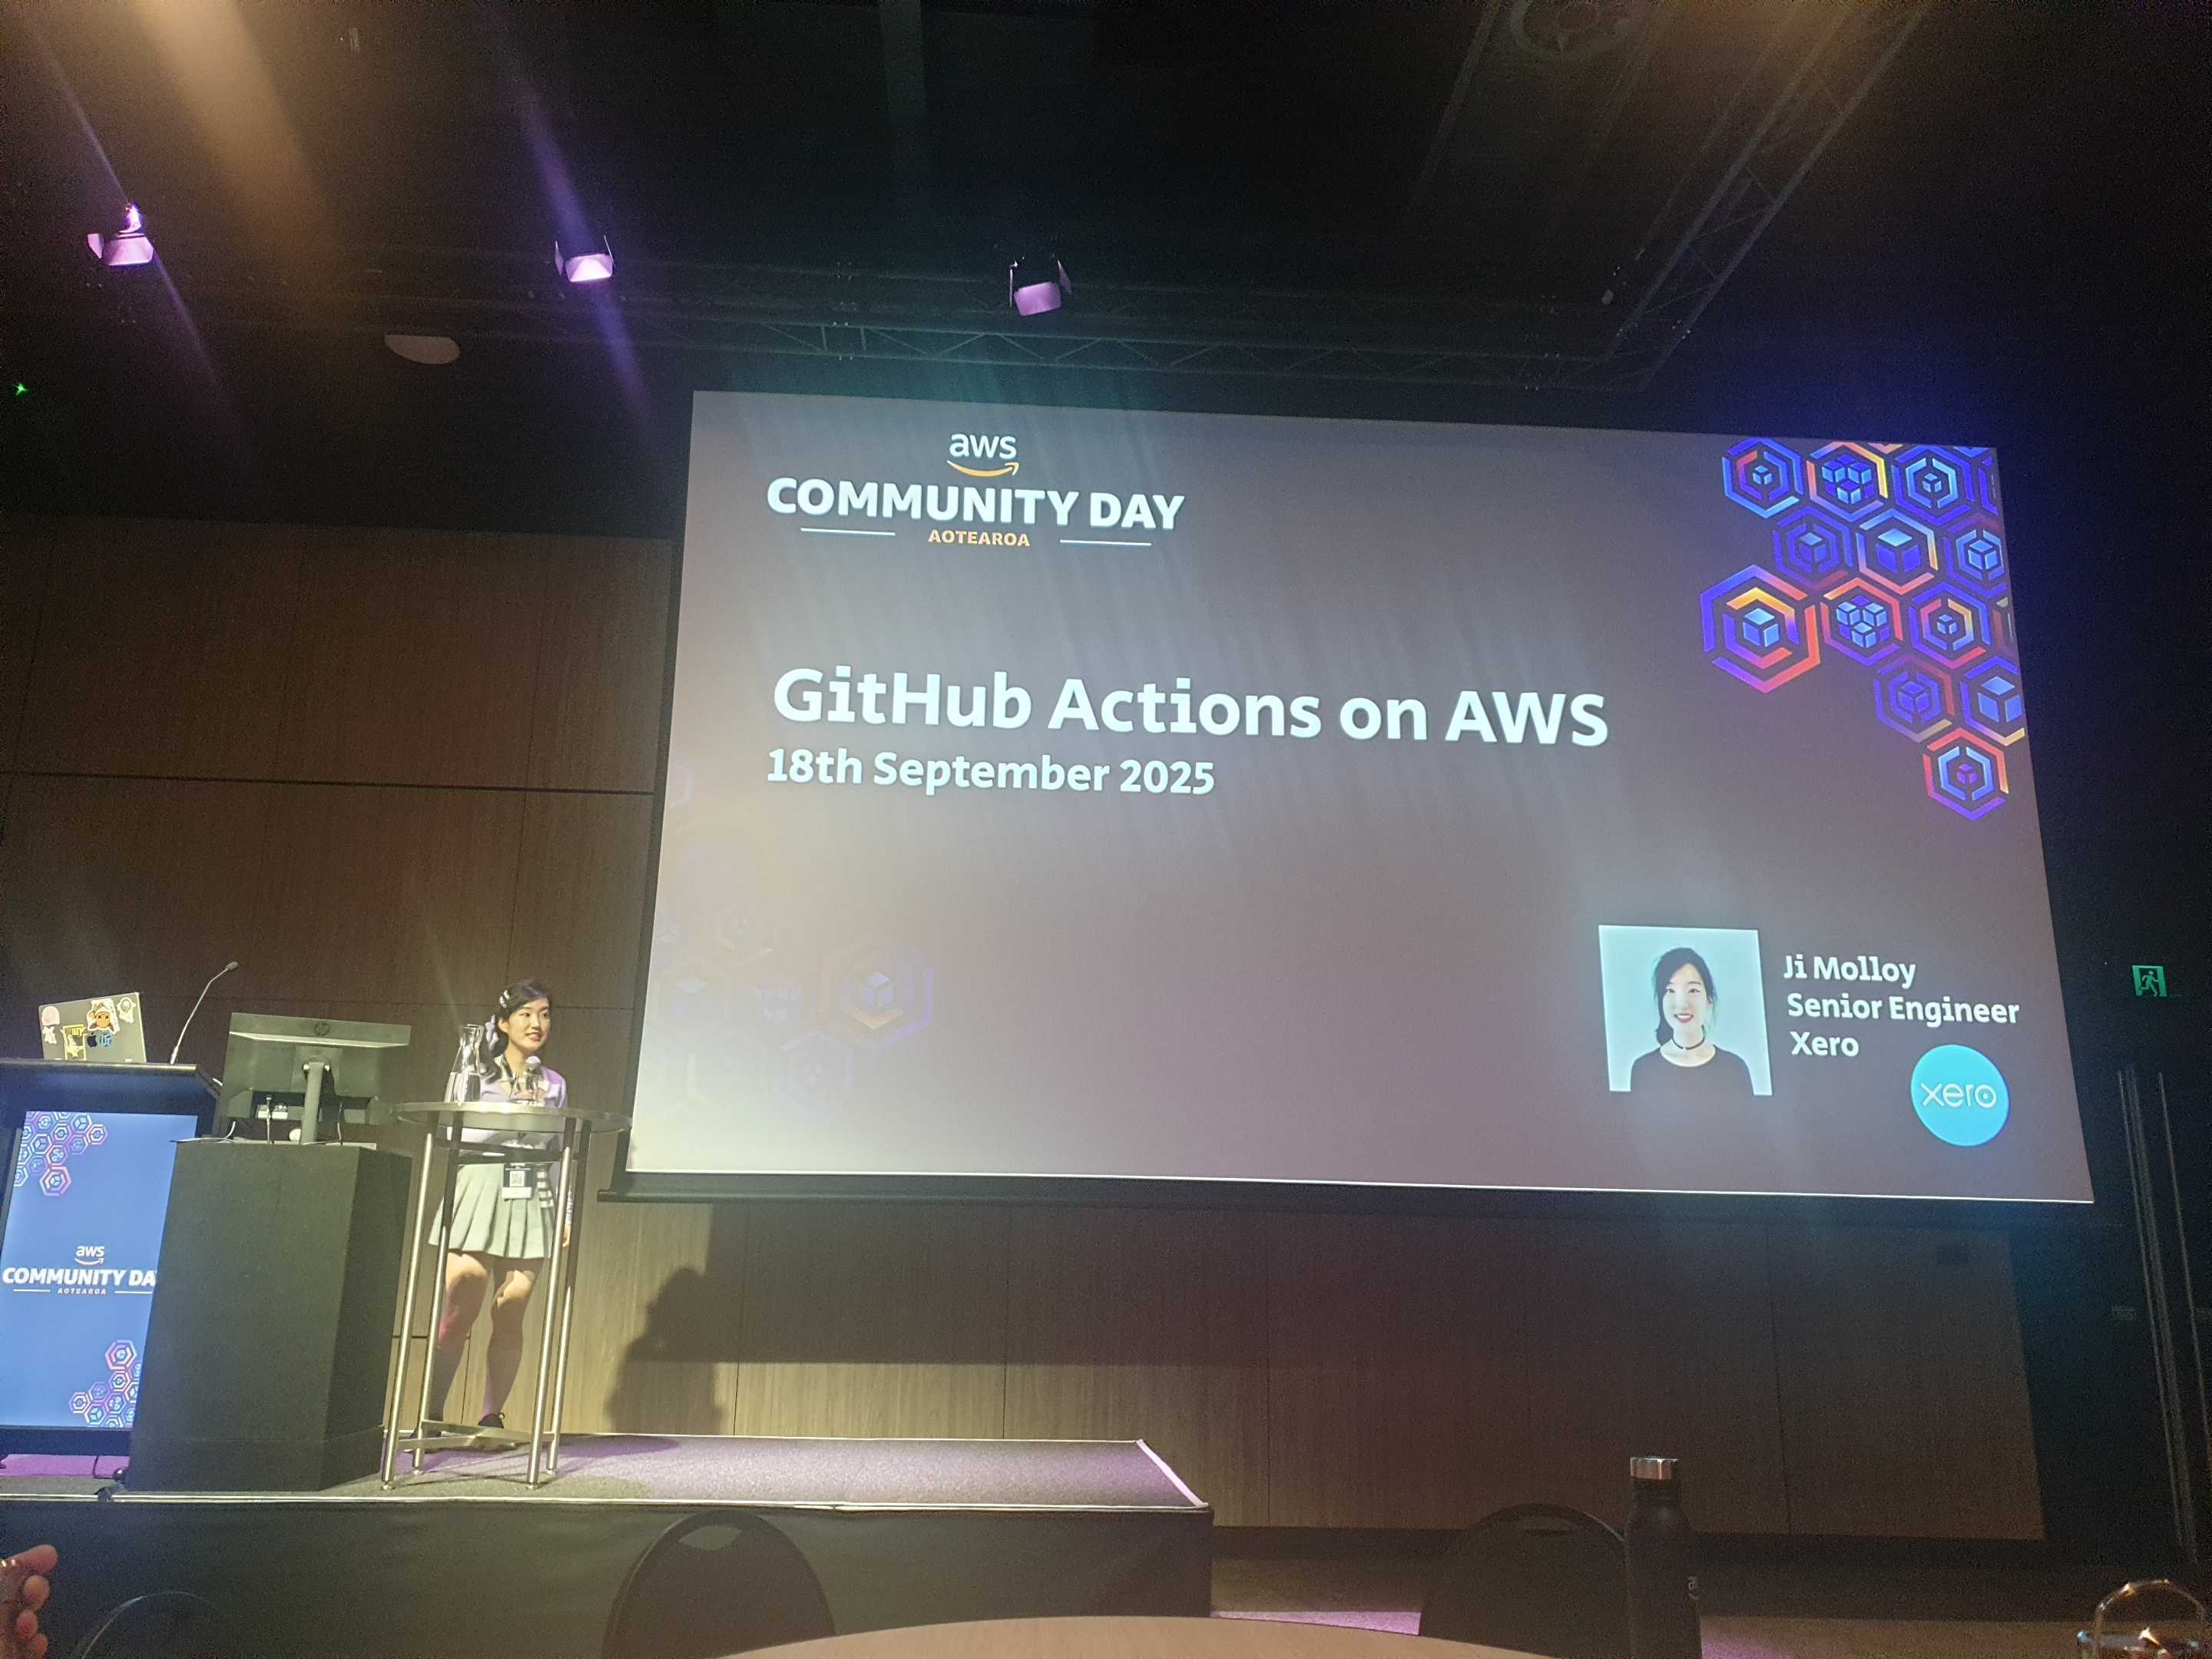 aws
COMMUNITY DAY
AOTEAROA
GitHub Actions on AWS
18th September 2025
Ji Molloy
Senior Engineer
Xero
xero
aws
COMMUNITY DA
AOTEAROA